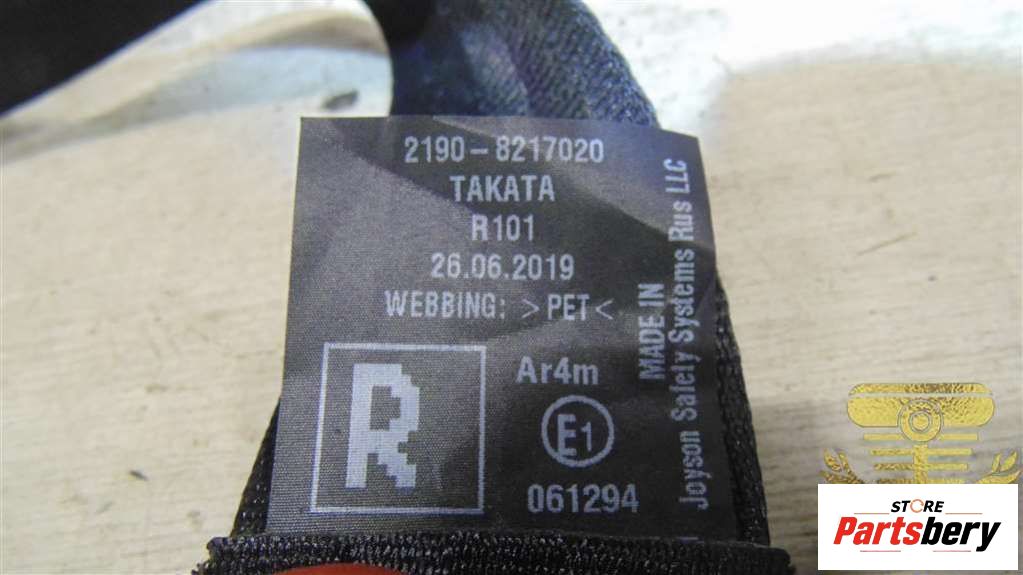 2190-8217020
TAKATA
R101
26.06.2019
WEBBING: >PET<
R
Ar4m
E1
061294
MADE IN
Joyson Safety Systems Rus LLC
STORE
Partsbery